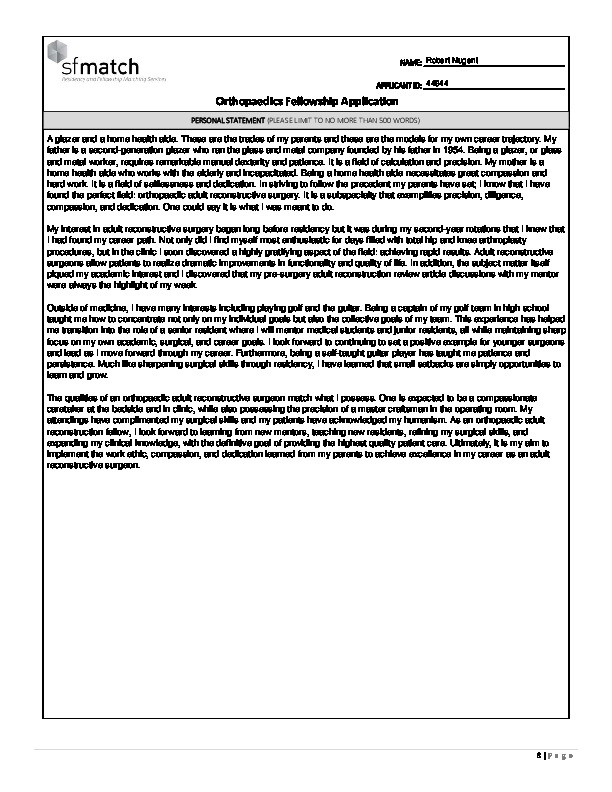 sfmatch
Residency and Fellowship Matching Services
NAME: Robert Nugent
APPLICANT ID: 44644
Orthopaedics Fellowship Application
PERSONAL STATEMENT (PLEASE LIMIT TO NO MORE THAN 500 WORDS)
A glazer and a home health aide. These are the trades of my parents and these are the models for my own career trajectory. My
father is a second-generation glazer who ran the glass and metal company founded by his father in 1954. Being a glazer, or glass
and metal worker, requires remarkable manual dexterity and patience. It is a field of calculation and precision. My mother is a
home health aide who works with the elderly and incapacitated. Being a home health aide necessitates great compassion and
hard work. It is a field of selflessness and dedication. In striving to follow the precedent my parents have set; I know that I have
found the perfect field: orthopaedic adult reconstructive surgery. It is a subspecialty that exemplifies precision, diligence,
compassion, and dedication. One could say it is what I was meant to do.
My interest in adult reconstructive surgery began long before residency but it was during my second-year rotations that I knew that
I had found my career path. Not only did I find myself most enthusiastic for days filled with total hip and knee arthroplasty
procedures, but in the clinic I soon discovered a highly gratifying aspect of the field: achieving rapid results. Adult reconstructive
surgeons allow patients to realize dramatic improvements in functionality and quality of life. In addition, the subject matter itself
piqued my academic interest and I discovered that my pre-surgery adult reconstruction review article discussions with my mentor
were always the highlight of my week.
Outside of medicine, I have many interests including playing golf and the guitar. Being a captain of my golf team in high school
taught me how to concentrate not only on my individual goals but also the collective goals of my team. This experience has helped
me transition into the role of a senior resident where I will mentor medical students and junior residents, all while maintaining sharp
focus on my own academic, surgical, and career goals. I look forward to continuing to set a positive example for younger surgeons
and lead as I move forward through my career. Furthermore, being a self-taught guitar player has taught me patience and
persistence. Much like sharpening surgical skills through residency, I have learned that small setbacks are simply opportunities to
learn and grow.
The qualities of an orthopaedic adult reconstructive surgeon match what I possess. One is expected to be a compassionate
caretaker at the bedside and in clinic, while also possessing the precision of a master craftsman in the operating room. My
attendings have complimented my surgical skills and my patients have acknowledged my humanism. As an orthopaedic adult
reconstruction fellow, I look forward to learning from new mentors, teaching new residents, refining my surgical skills, and
expanding my clinical knowledge, with the definitive goal of providing the highest quality patient care. Ultimately, it is my aim to
implement the work ethic, compassion, and dedication learned from my parents to achieve excellence in my career as an adult
reconstructive surgeon.
8 | Page